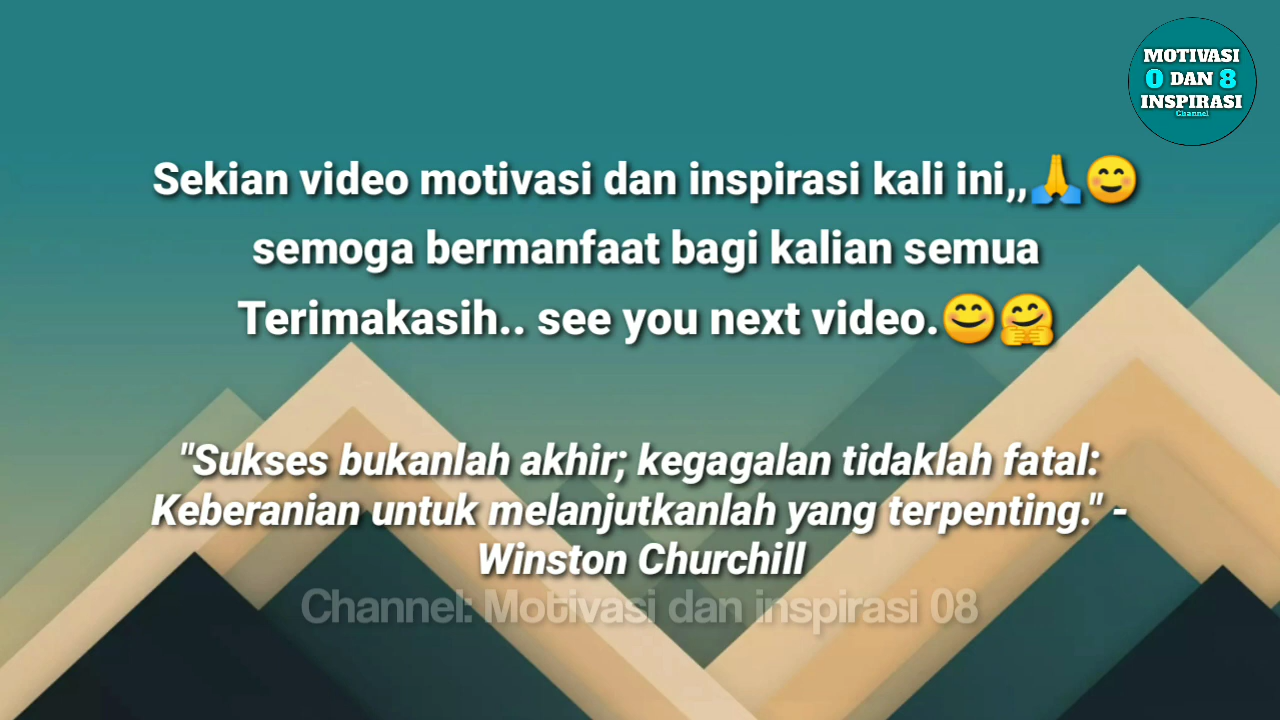 MOTIVASI
0 DAN 8
INSPIRASI
Channel
Sekian video motivasi dan inspirasi kali ini,,🙏😊
semoga bermanfaat bagi kalian semua
Terimakasih.. see you next video.😊🤗
"Sukses bukanlah akhir; kegagalan tidaklah fatal:
Keberanian untuk melanjutkanlah yang terpenting." -
Winston Churchill
Channel: Motivasi dan inspirasi 08